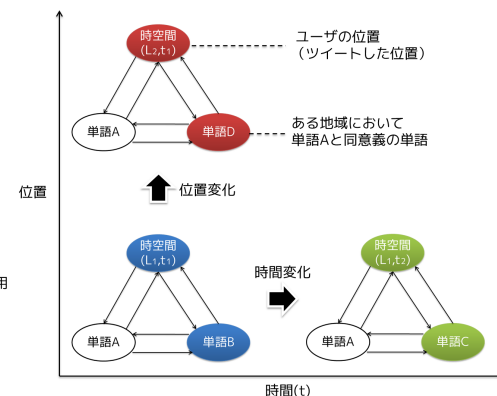 時空間
(L₂,t₁)
ユーザの位置
（ツイートした位置）
単語A
単語D
ある地域において
単語Aと同意義の単語
位置
位置変化
時空間
(L₁,t₁)
時間変化
時空間
(L₁,t₂)
用
単語A
単語B
単語A
単語C
時間(t)